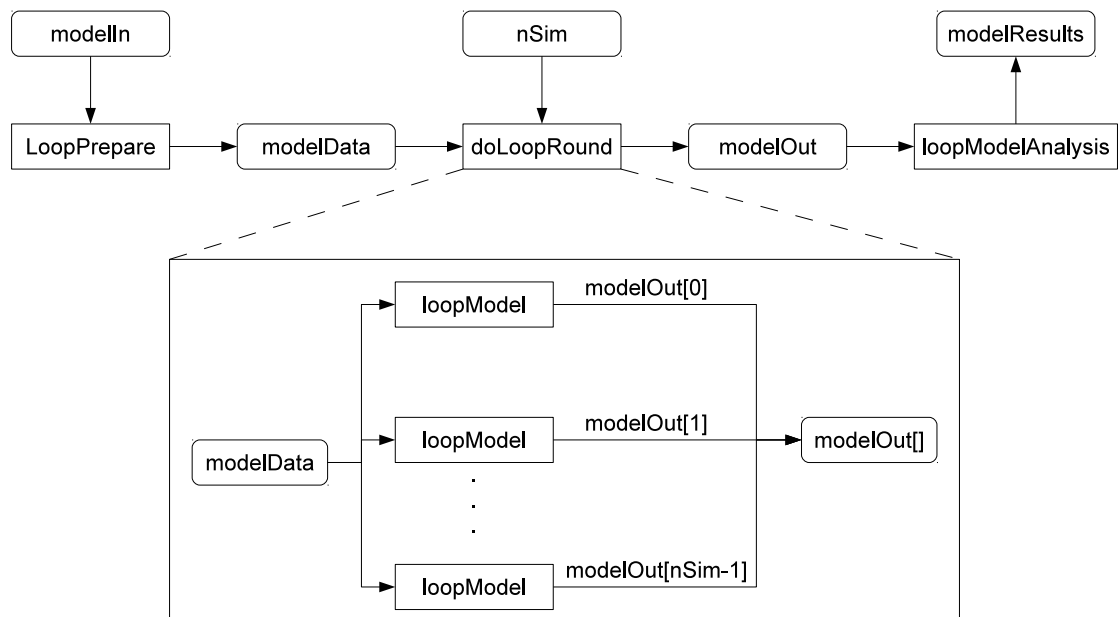 modelIn
nSim
modelResults
LoopPrepare
modelData
doLoopRound
modelOut
loopModelAnalysis
loopModel
modelOut[0]
loopModel
modelOut[1]
modelData
modelOut[]
.
.
.
loopModel
modelOut[nSim-1]